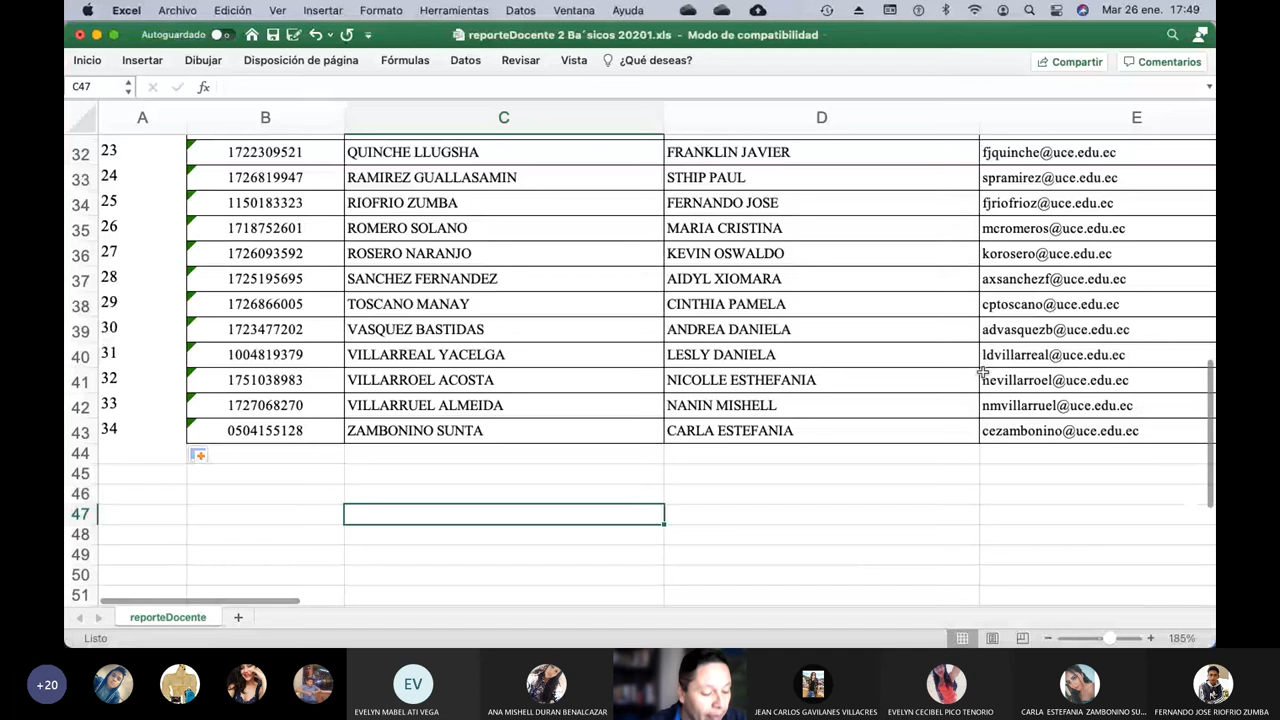 Excel Archivo Edición Ver Insertar Formato Herramientas Datos Ventana Ayuda Mar 26 ene. 17:49
Autoguardado reporteDocente 2 Ba´sicos 20201.xls - Modo de compatibilidad
Inicio Insertar Dibujar Disposición de página Fórmulas Datos Revisar Vista ¿Qué deseas? Compartir Comentarios
C47 fx
A B C D E
32 23 1722309521 QUINCHE LLUGSHA FRANKLIN JAVIER fjquinche@uce.edu.ec
33 24 1726819947 RAMIREZ GUALLASAMIN STHIP PAUL spramirez@uce.edu.ec
34 25 1150183323 RIOFRIO ZUMBA FERNANDO JOSE fjriofrioz@uce.edu.ec
35 26 1718752601 ROMERO SOLANO MARIA CRISTINA mcromeros@uce.edu.ec
36 27 1726093592 ROSERO NARANJO KEVIN OSWALDO korosero@uce.edu.ec
37 28 1725195695 SANCHEZ FERNANDEZ AIDYL XIOMARA axsanchezf@uce.edu.ec
38 29 1726866005 TOSCANO MANAY CINTHIA PAMELA cptoscano@uce.edu.ec
39 30 1723477202 VASQUEZ BASTIDAS ANDREA DANIELA advasquezb@uce.edu.ec
40 31 1004819379 VILLARREAL YACELGA LESLY DANIELA ldvillarreal@uce.edu.ec
41 32 1751038983 VILLARROEL ACOSTA NICOLLE ESTHEFANIA nevillarroel@uce.edu.ec
42 33 1727068270 VILLARRUEL ALMEIDA NANIN MISHELL nmvillarruel@uce.edu.ec
43 34 0504155128 ZAMBONINO SUNTA CARLA ESTEFANIA cezambonino@uce.edu.ec
44
45
46
47
48
49
50
51
reporteDocente +
Listo 185%
+20 EV
EVELYN MABEL ATI VEGA ANA MISHELL DURAN BENALCAZAR JEAN CARLOS GAVILANES VILLACRES EVELYN CECIBEL PICO TENORIO CARLA ESTEFANIA ZAMBONINO SU... FERNANDO JOSE RIOFRIO ZUMBA